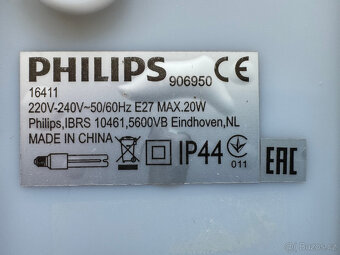 PHILIPS 906950 CE
16411
220V-240V~50/60Hz E27 MAX.20W
Philips,IBRS 10461,5600VB Eindhoven,NL
MADE IN CHINA
IP44
011
EAC